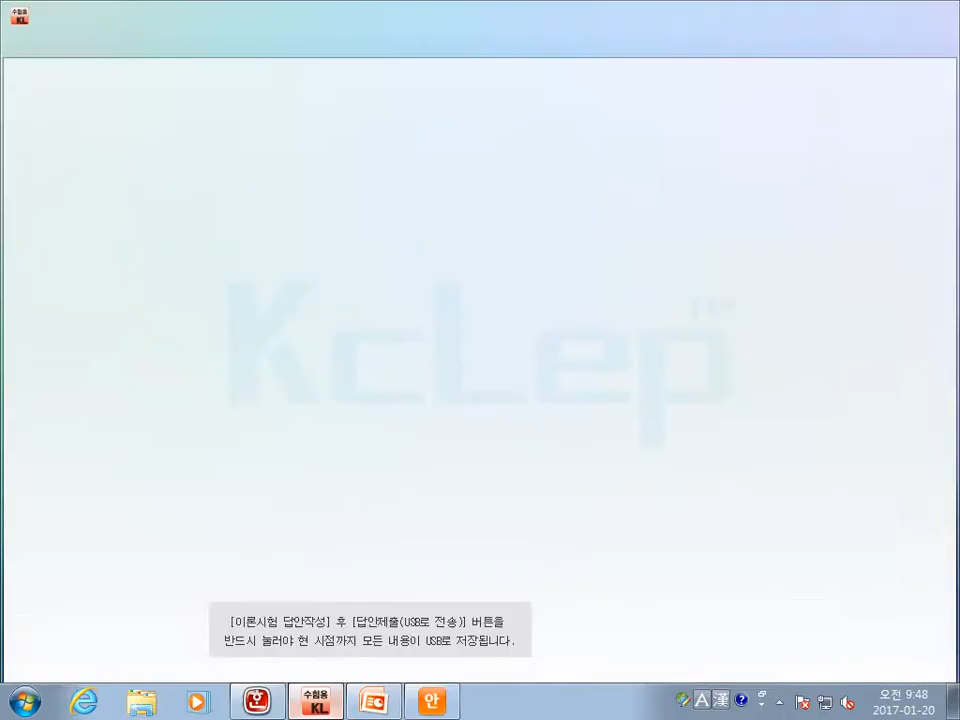 수험용
KL
KcLep™
[이론시험 답안작성] 후 [답안제출(USB로 전송)] 버튼을
반드시 눌러야 현 시점까지 모든 내용이 USB로 저장됩니다.
수험용
KL
안
A 漢
오전 9:48
2017-01-20